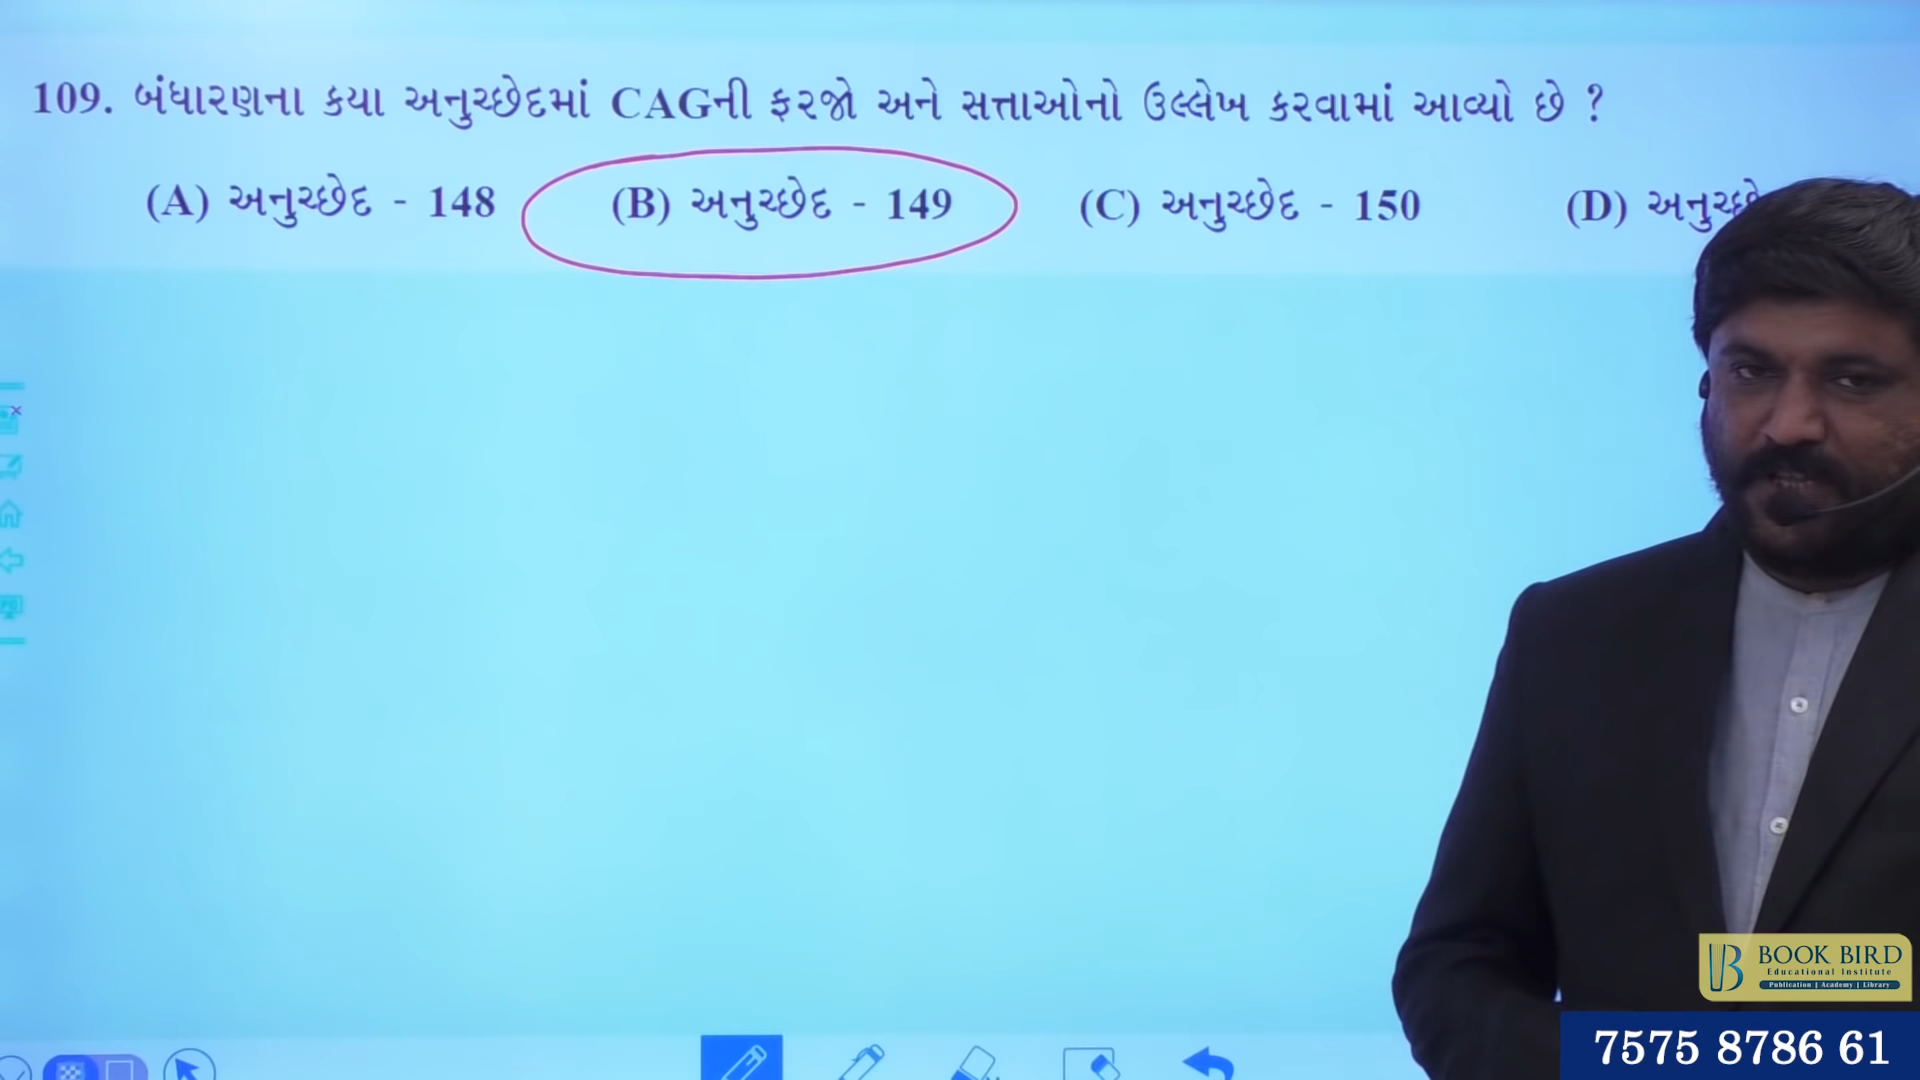 109. બંધારણના કયા અનુચ્છેદમાં CAGની ફરજો અને સત્તાઓનો ઉલ્લેખ કરવામાં આવ્યો છે ?
(A) અનુચ્છેદ - 148 (B) અનુચ્છેદ - 149 (C) અનુચ્છેદ - 150 (D)
BOOK BIRD
Educational Institute
Publication | Academy | Library
7575 8786 61